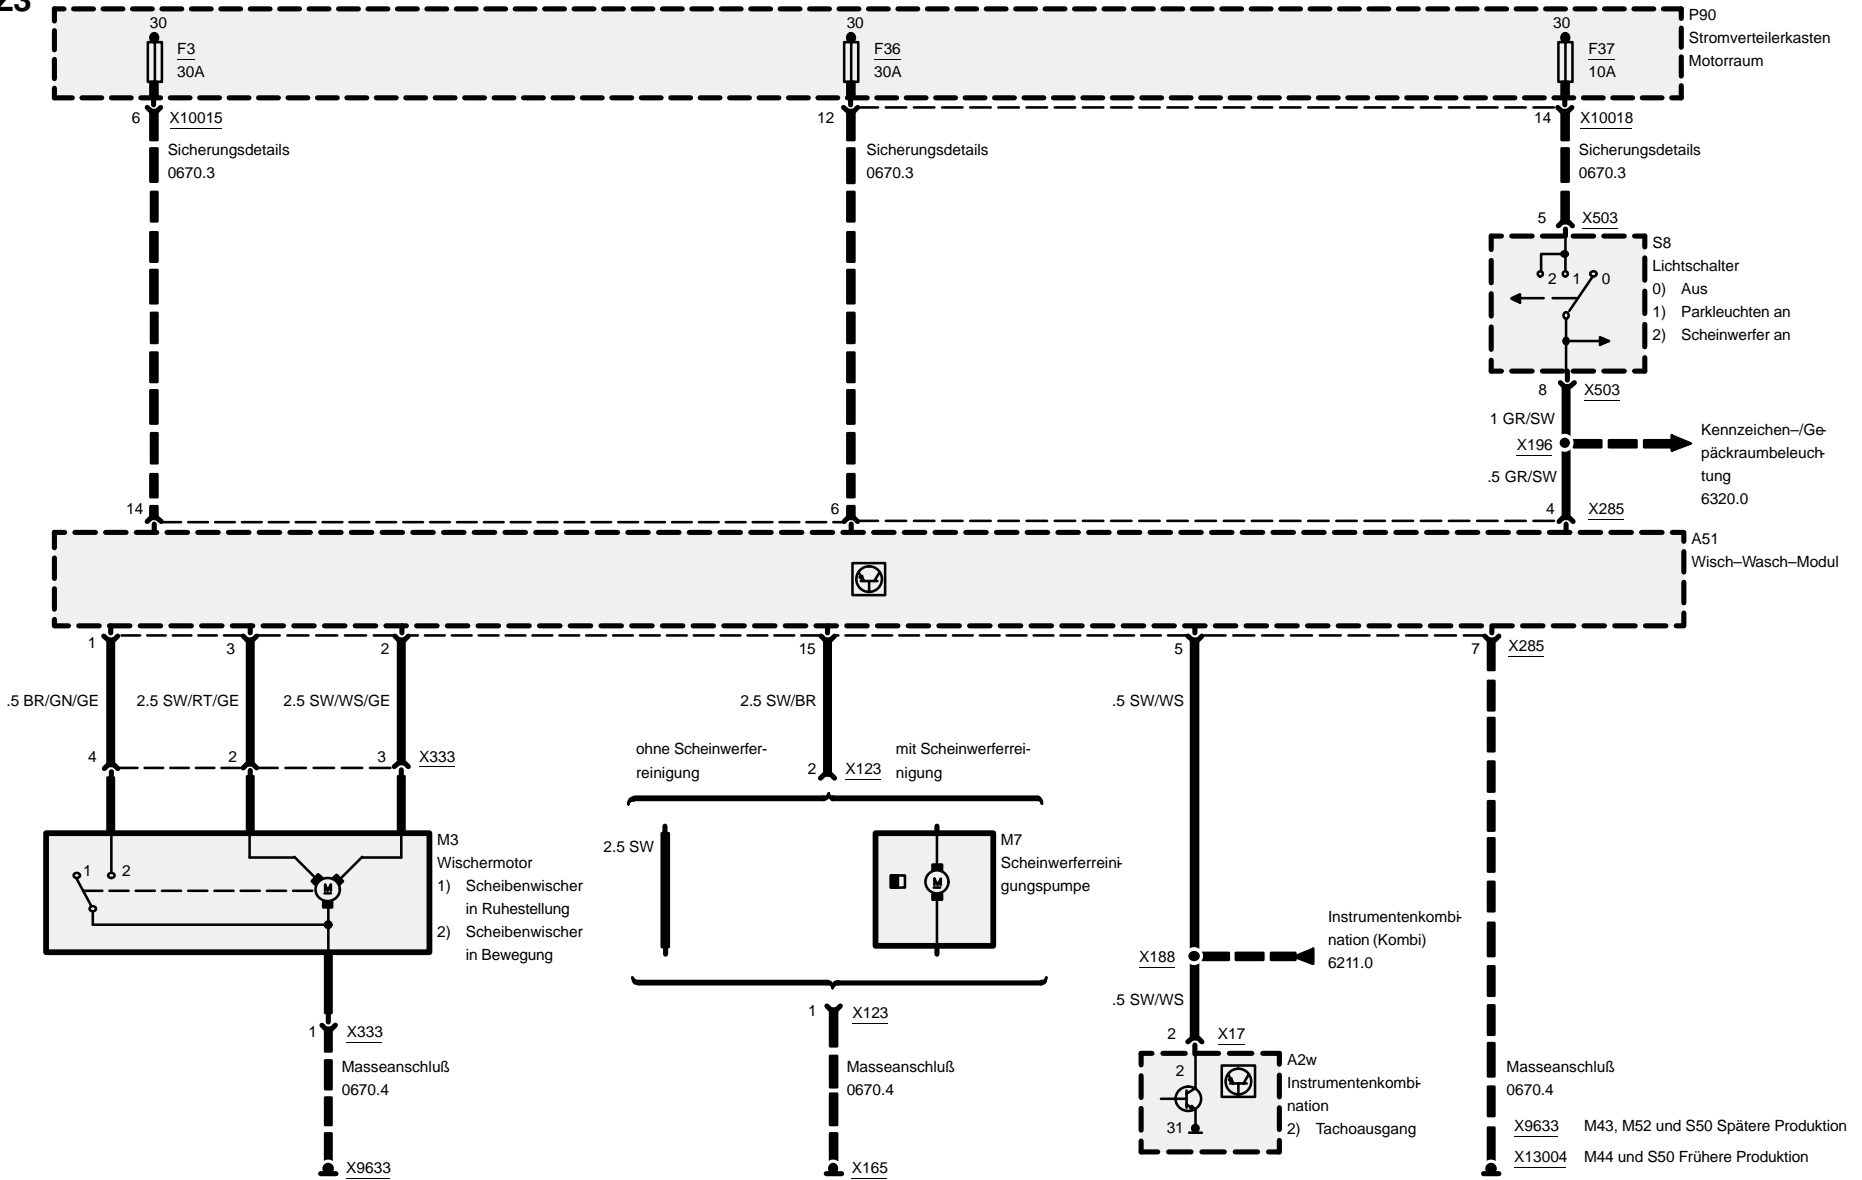 Z3
P90
Stromverteilerkasten
Motorraum
30
F3
30A
30
F36
30A
30
F37
10A
6 X10015
12
14 X10018
Sicherungsdetails
0670.3
Sicherungsdetails
0670.3
Sicherungsdetails
0670.3
5 X503
S8
Lichtschalter
0) Aus
1) Parkleuchten an
2) Scheinwerfer an
2 1 0
8 X503
1 GR/SW
X196
.5 GR/SW
Kennzeichen–/Ge-
päckraumbeleuch-
tung
6320.0
14
6
4 X285
A51
Wisch–Wasch–Modul
1
3
2
15
5
7 X285
.5 BR/GN/GE
2.5 SW/RT/GE
2.5 SW/WS/GE
2.5 SW/BR
.5 SW/WS
4
2
3 X333
ohne Scheinwerfer-
reinigung
2 X123
mit Scheinwerferrei-
nigung
M3
Wischermotor
1) Scheibenwischer
in Ruhestellung
2) Scheibenwischer
in Bewegung
1 2
M
2.5 SW
M
M7
Scheinwerferreini-
gungspumpe
Instrumentenkombi-
nation (Kombi)
6211.0
X188
.5 SW/WS
1 X333
1 X123
2 X17
Masseanschluß
0670.4
Masseanschluß
0670.4
A2w
Instrumentenkombi-
nation
2) Tachoausgang
2
31
Masseanschluß
0670.4
X9633
X165
X9633 M43, M52 und S50 Spätere Produktion
X13004 M44 und S50 Frühere Produktion